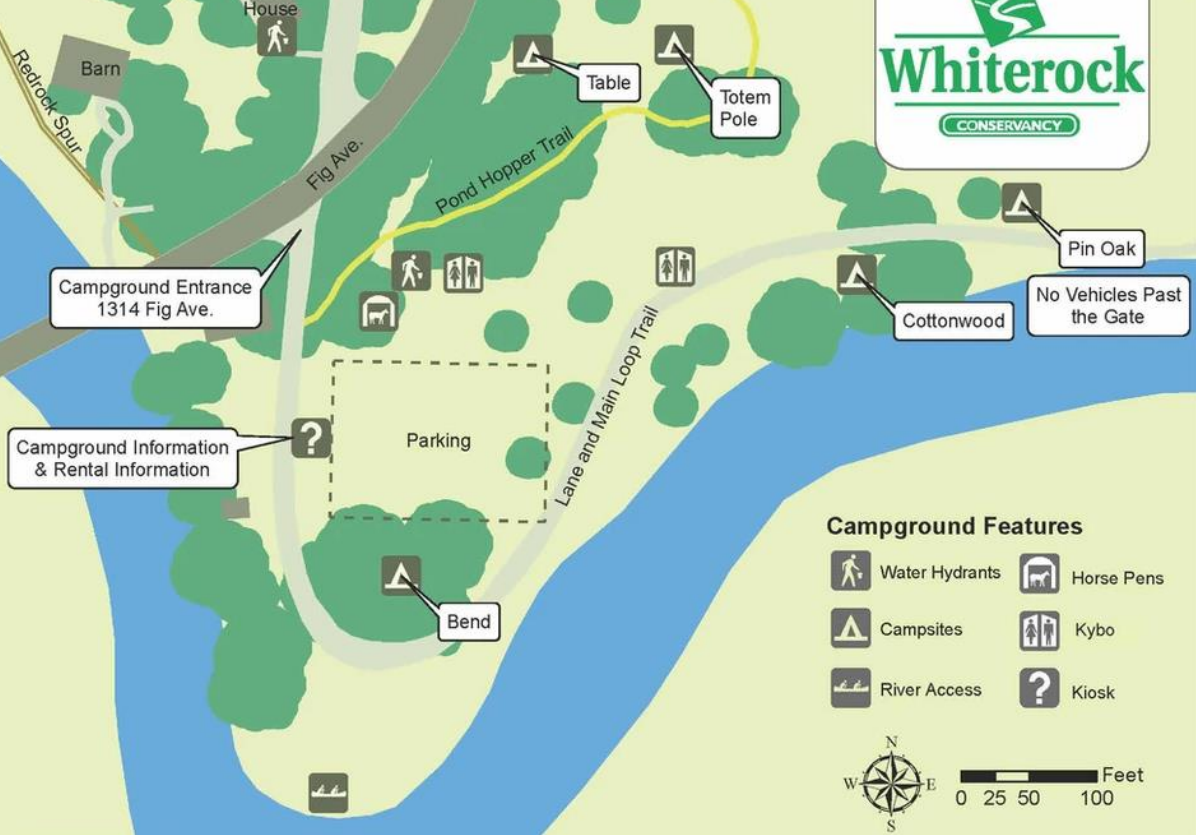 House
Barn
Redrock Spur
Table
Totem
Pole
Whiterock
CONSERVANCY
Fig Ave.
Pond Hopper Trail
Pin Oak
Campground Entrance
1314 Fig Ave.
No Vehicles Past
the Gate
Cottonwood
Lane and Main Loop Trail
Campground Information
& Rental Information
?
Parking
Bend
Campground Features
Water Hydrants
Horse Pens
Campsites
Kybo
River Access
?
Kiosk
N
W
E
S
Feet
0 25 50 100